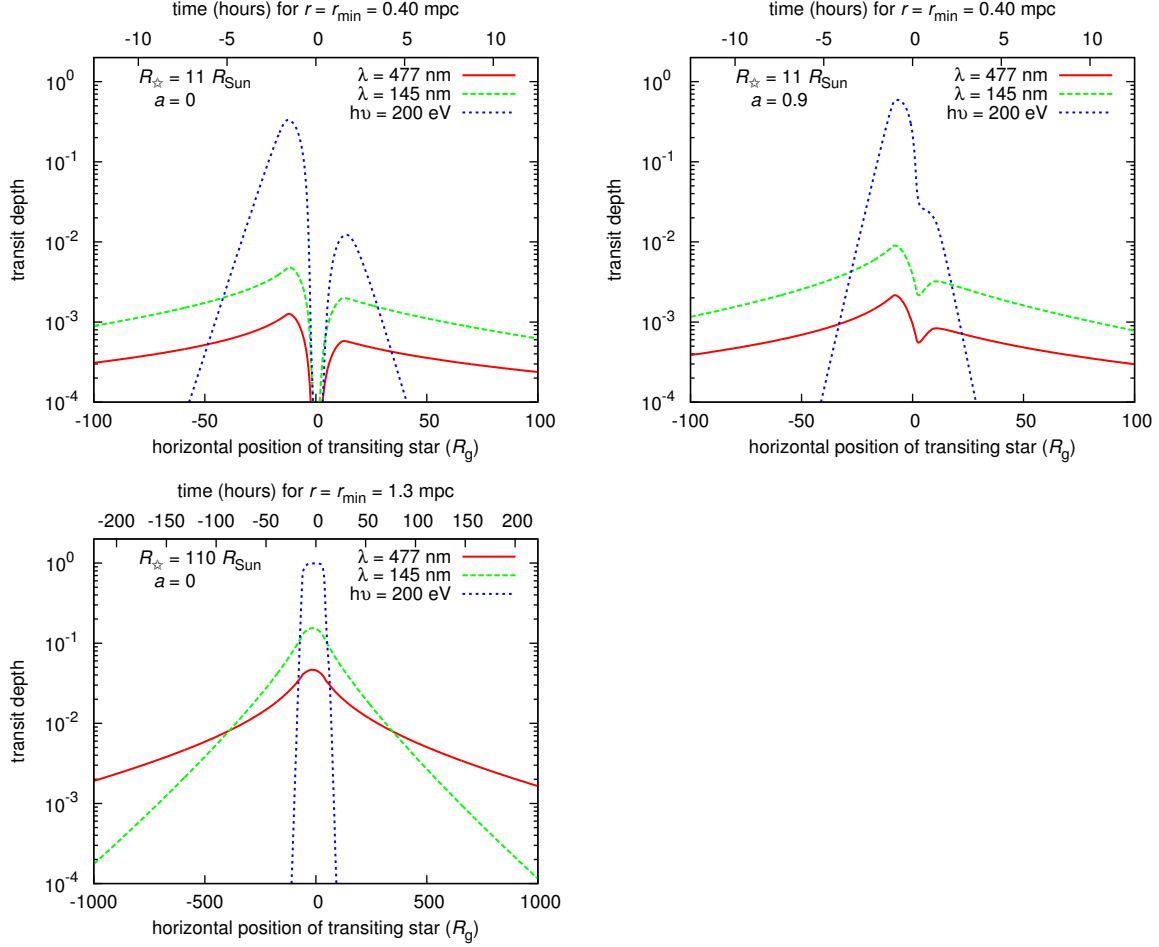 time (hours) for r = r_min = 0.40 mpc
-10 -5 0 5 10
R☆ = 11 R_Sun
a = 0
λ = 477 nm
λ = 145 nm
hυ = 200 eV
10^0
10^-1
10^-2
10^-3
10^-4
transit depth
-100 -50 0 50 100
horizontal position of transiting star (R_g)
time (hours) for r = r_min = 0.40 mpc
-10 -5 0 5 10
R☆ = 11 R_Sun
a = 0.9
λ = 477 nm
λ = 145 nm
hυ = 200 eV
10^0
10^-1
10^-2
10^-3
10^-4
transit depth
-100 -50 0 50 100
horizontal position of transiting star (R_g)
time (hours) for r = r_min = 1.3 mpc
-200 -150 -100 -50 0 50 100 150 200
R☆ = 110 R_Sun
a = 0
λ = 477 nm
λ = 145 nm
hυ = 200 eV
10^0
10^-1
10^-2
10^-3
10^-4
transit depth
-1000 -500 0 500 1000
horizontal position of transiting star (R_g)